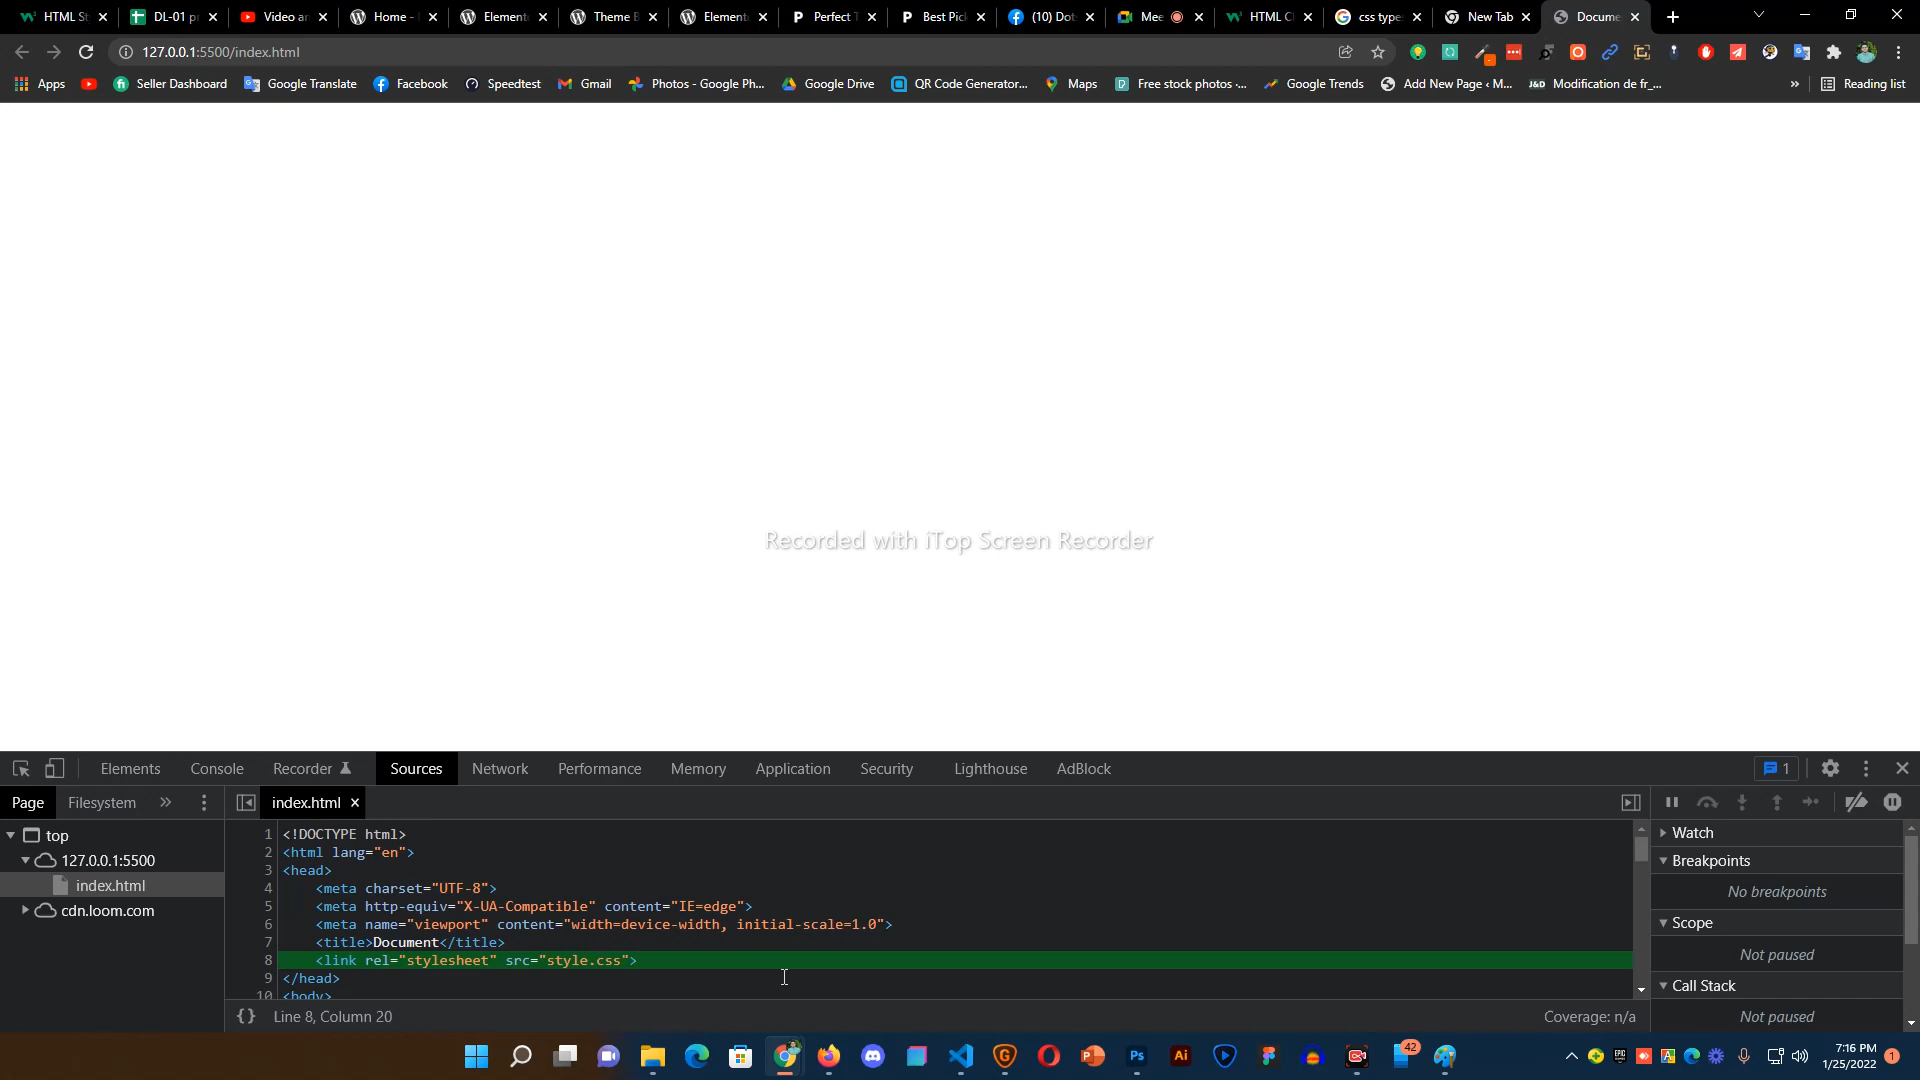 HTML St
DL-01 p
Video ar
Home -
Element
Theme B
Element
Perfect T
Best Pic
(10) Dot
Mee
HTML Cl
css type
New Tab
Docume
127.0.0.1:5500/index.html
Apps
Seller Dashboard
Google Translate
Facebook
Speedtest
Gmail
Photos - Google Ph...
Google Drive
QR Code Generator...
Maps
Free stock photos -...
Google Trends
Add New Page ‹ M...
J&D
Modification de fr_...
»
Reading list
Recorded with iTop Screen Recorder
Elements
Console
Recorder
Sources
Network
Performance
Memory
Application
Security
Lighthouse
AdBlock
1
Page
Filesystem
»
index.html
top
127.0.0.1:5500
index.html
cdn.loom.com
1 <!DOCTYPE html>
2 <html lang="en">
3 <head>
4 <meta charset="UTF-8">
5 <meta http-equiv="X-UA-Compatible" content="IE=edge">
6 <meta name="viewport" content="width=device-width, initial-scale=1.0">
7 <title>Document</title>
8 <link rel="stylesheet" src="style.css">
9 </head>
10 <body>
{} Line 8, Column 20
Coverage: n/a
Watch
Breakpoints
No breakpoints
Scope
Not paused
Call Stack
Not paused
42
7:16 PM
1/25/2022
1